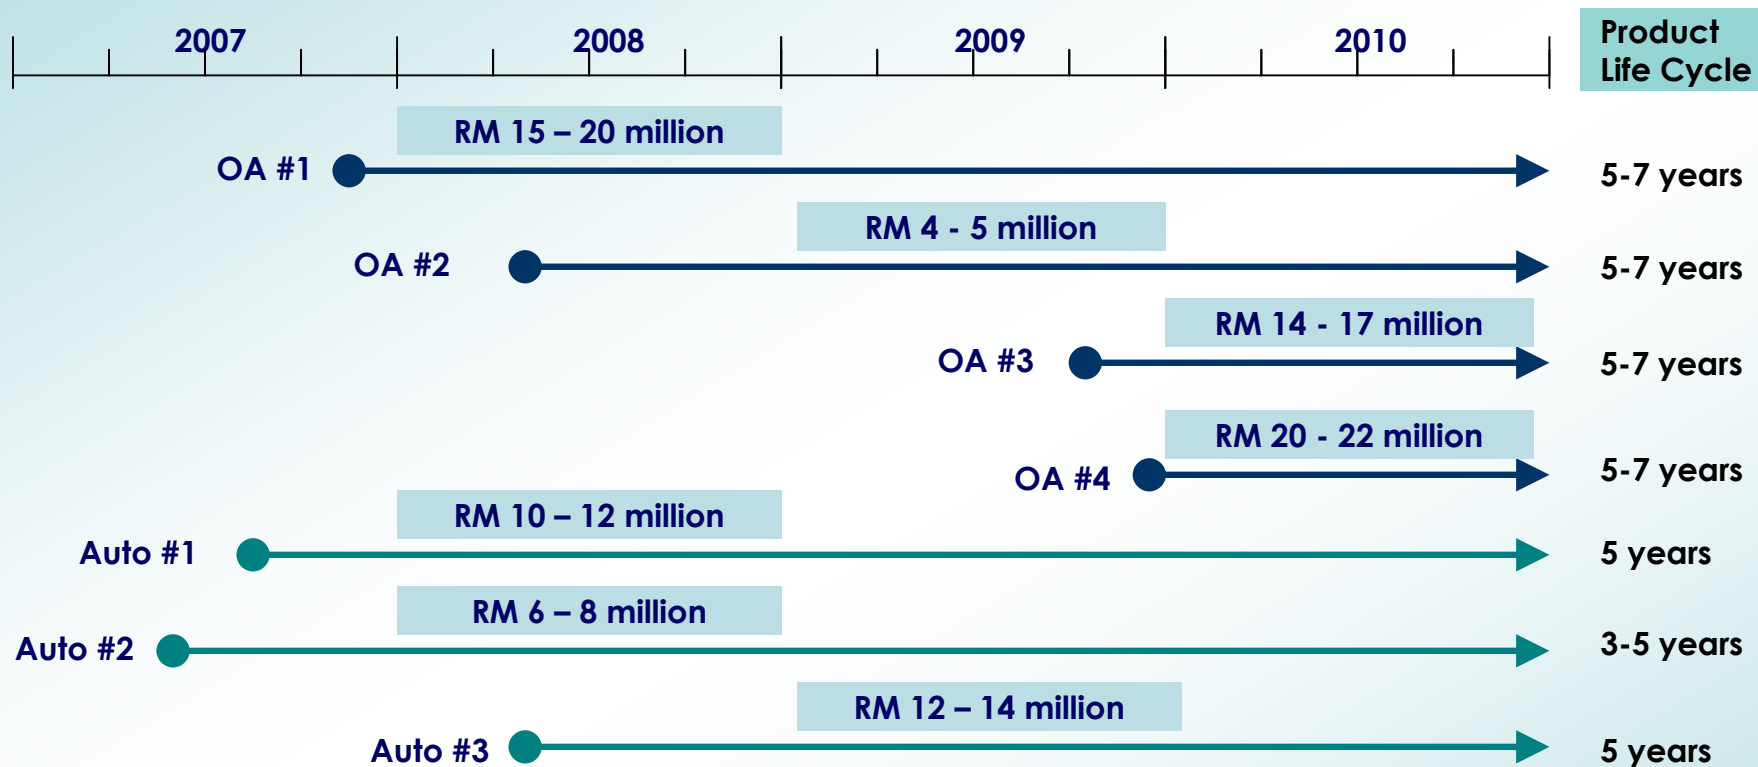 2007 2008 2009 2010
Product
Life Cycle
RM 15 – 20 million
OA #1 5-7 years
RM 4 - 5 million
OA #2 5-7 years
RM 14 - 17 million
OA #3 5-7 years
RM 20 - 22 million
OA #4 5-7 years
RM 10 – 12 million
Auto #1 5 years
RM 6 – 8 million
Auto #2 3-5 years
RM 12 – 14 million
Auto #3 5 years